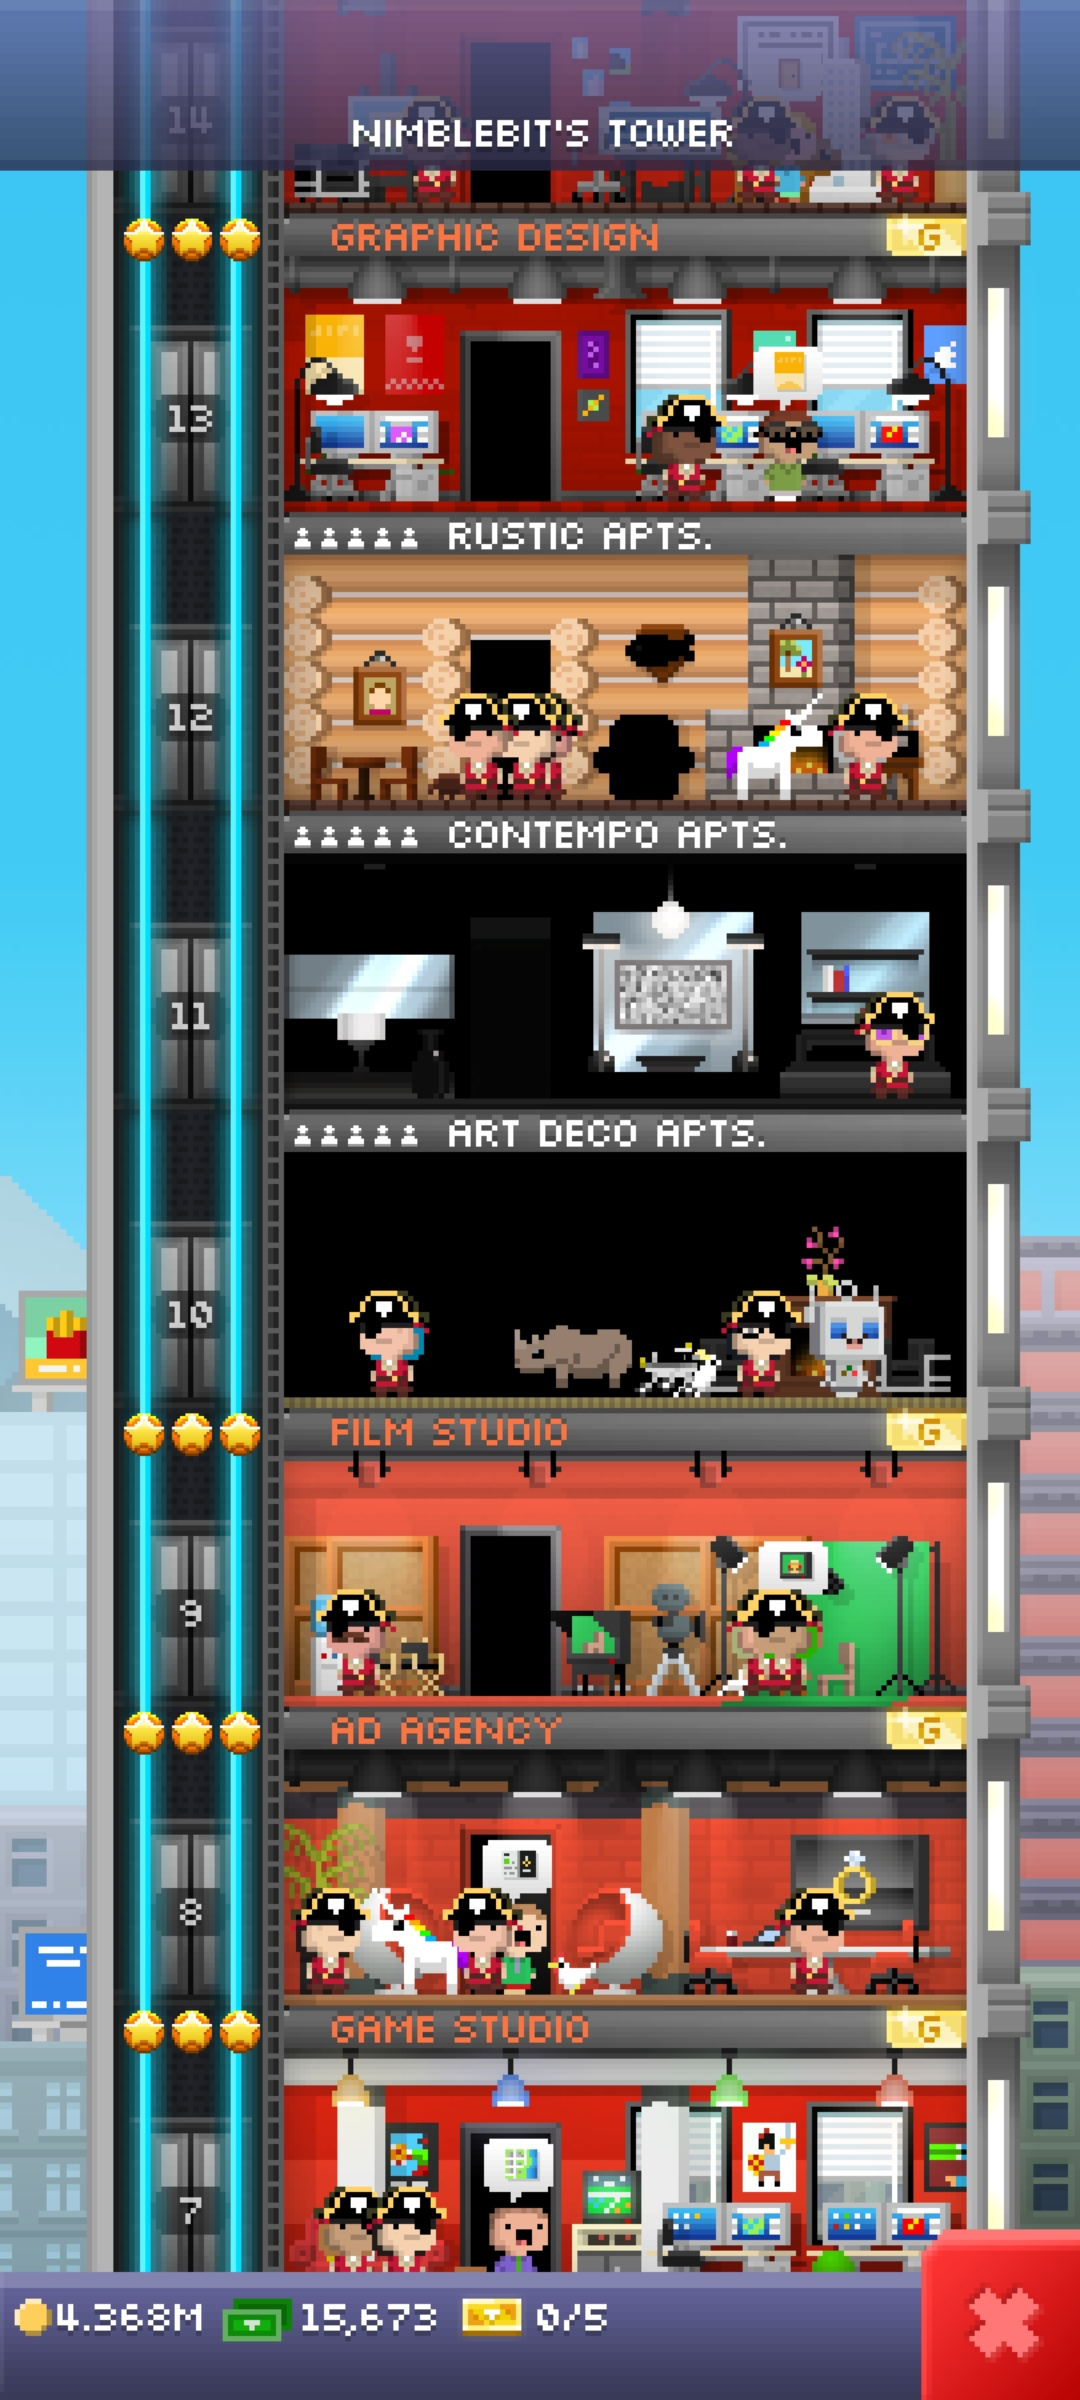 14
NIMBLEBIT'S TOWER
GRAPHIC DESIGN G
13
RUSTIC APTS.
12
CONTEMPO APTS.
11
ART DECO APTS.
10
FILM STUDIO G
9
AD AGENCY G
8
GAME STUDIO G
7
4.368M 15,673 0/5